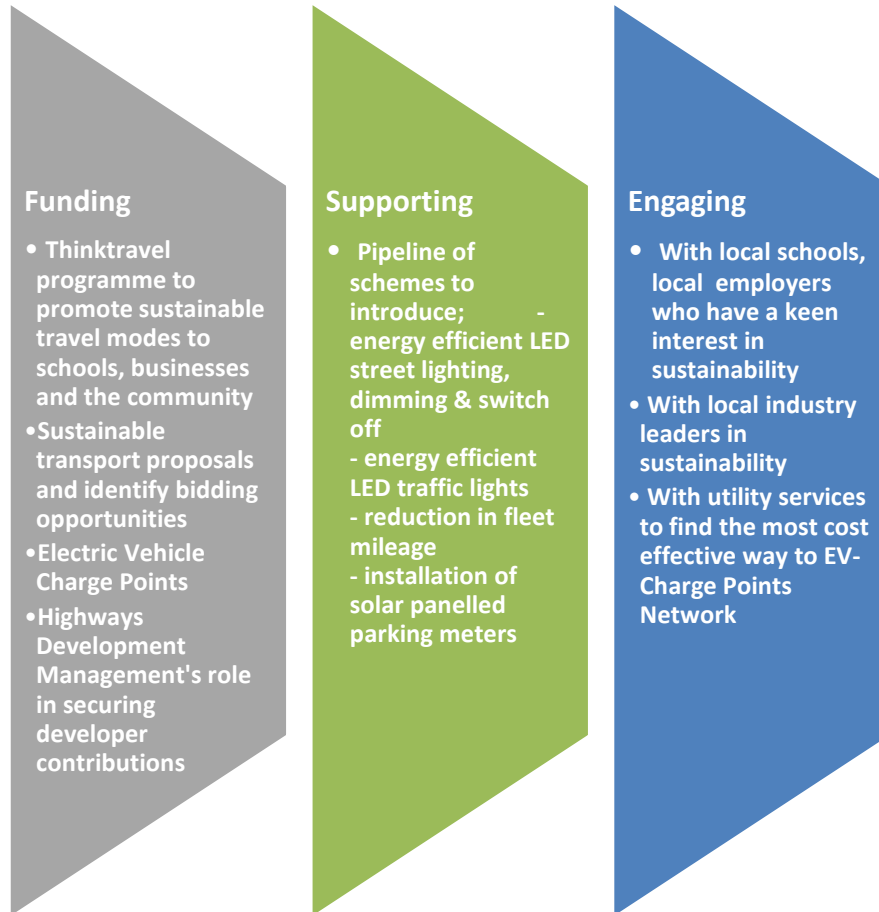 Funding
• Thinktravel
programme to
promote sustainable
travel modes to
schools, businesses
and the community
•Sustainable
transport proposals
and identify bidding
opportunities
•Electric Vehicle
Charge Points
•Highways
Development
Management's role
in securing
developer
contributions
Supporting
• Pipeline of
schemes to
introduce; -
energy efficient LED
street lighting,
dimming & switch
off
- energy efficient
LED traffic lights
- reduction in fleet
mileage
- installation of
solar panelled
parking meters
Engaging
• With local schools,
local employers
who have a keen
interest in
sustainability
• With local industry
leaders in
sustainability
• With utility services
to find the most cost
effective way to EV-
Charge Points
Network